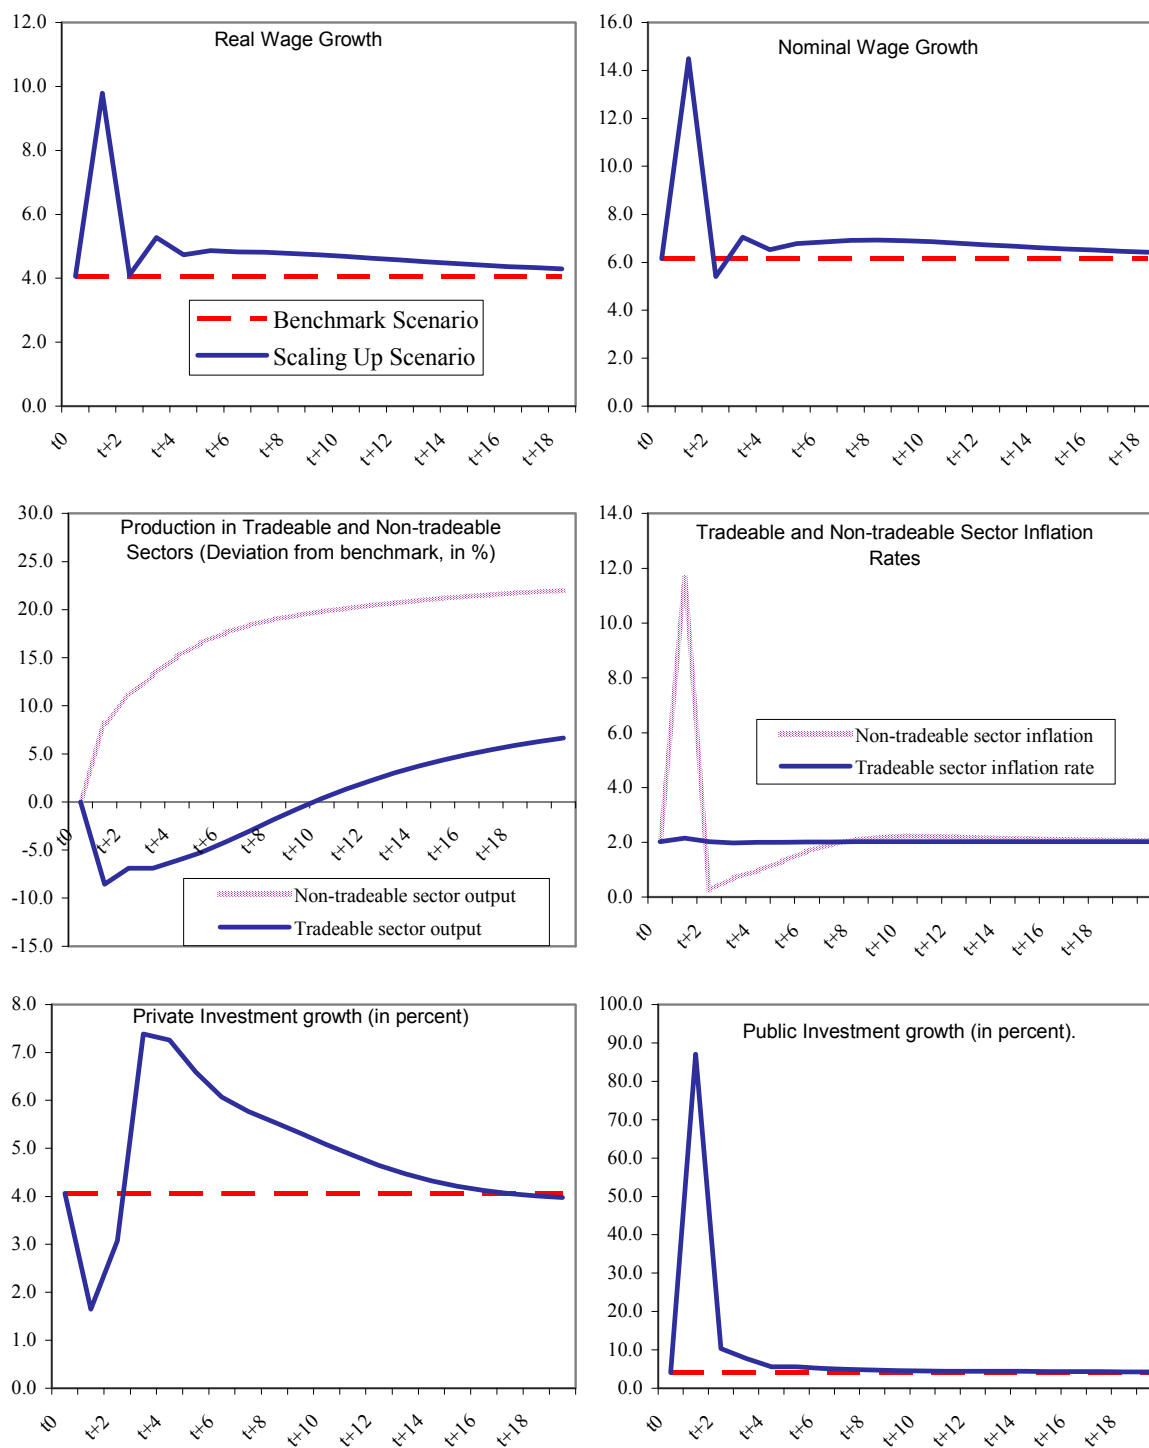 Real Wage Growth
12.0
10.0
8.0
6.0
4.0
2.0
0.0
Benchmark Scenario
Scaling Up Scenario
t0
t+2
t+4
t+6
t+8
t+10
t+12
t+14
t+16
t+18
Nominal Wage Growth
16.0
14.0
12.0
10.0
8.0
6.0
4.0
2.0
0.0
t0
t+2
t+4
t+6
t+8
t+10
t+12
t+14
t+16
t+18
Production in Tradeable and Non-tradeable
Sectors (Deviation from benchmark, in %)
30.0
25.0
20.0
15.0
10.0
5.0
0.0
-5.0
-10.0
-15.0
t0
t+2
t+4
t+6
t+8
t+10
t+12
t+14
t+16
t+18
Non-tradeable sector output
Tradeable sector output
Tradeable and Non-tradeable Sector Inflation
Rates
14.0
12.0
10.0
8.0
6.0
4.0
2.0
0.0
Non-tradeable sector inflation
Tradeable sector inflation rate
t0
t+2
t+4
t+6
t+8
t+10
t+12
t+14
t+16
t+18
Private Investment growth (in percent)
8.0
7.0
6.0
5.0
4.0
3.0
2.0
1.0
0.0
t0
t+2
t+4
t+6
t+8
t+10
t+12
t+14
t+16
t+18
Public Investment growth (in percent).
100.0
90.0
80.0
70.0
60.0
50.0
40.0
30.0
20.0
10.0
0.0
t0
t+2
t+4
t+6
t+8
t+10
t+12
t+14
t+16
t+18